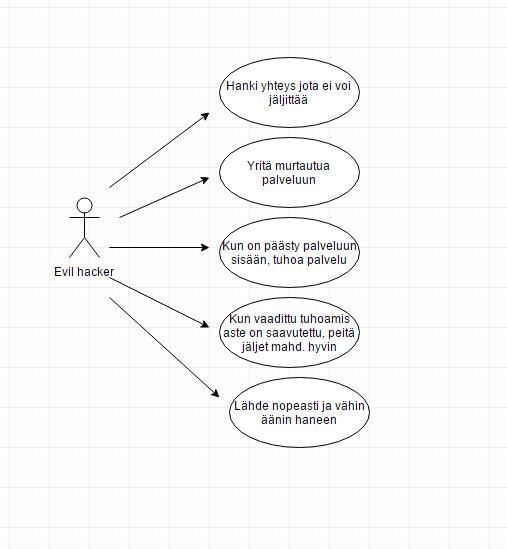 Hanki yhteys jota ei voi
jäljittää
Yritä murtautua
palveluun
Evil hacker
Kun on päästy palveluun
sisään, tuhoa palvelu
Kun vaadittu tuhoamis
aste on saavutettu, peitä
jäljet mahd. hyvin
Lähde nopeasti ja vähin
äänin haneen